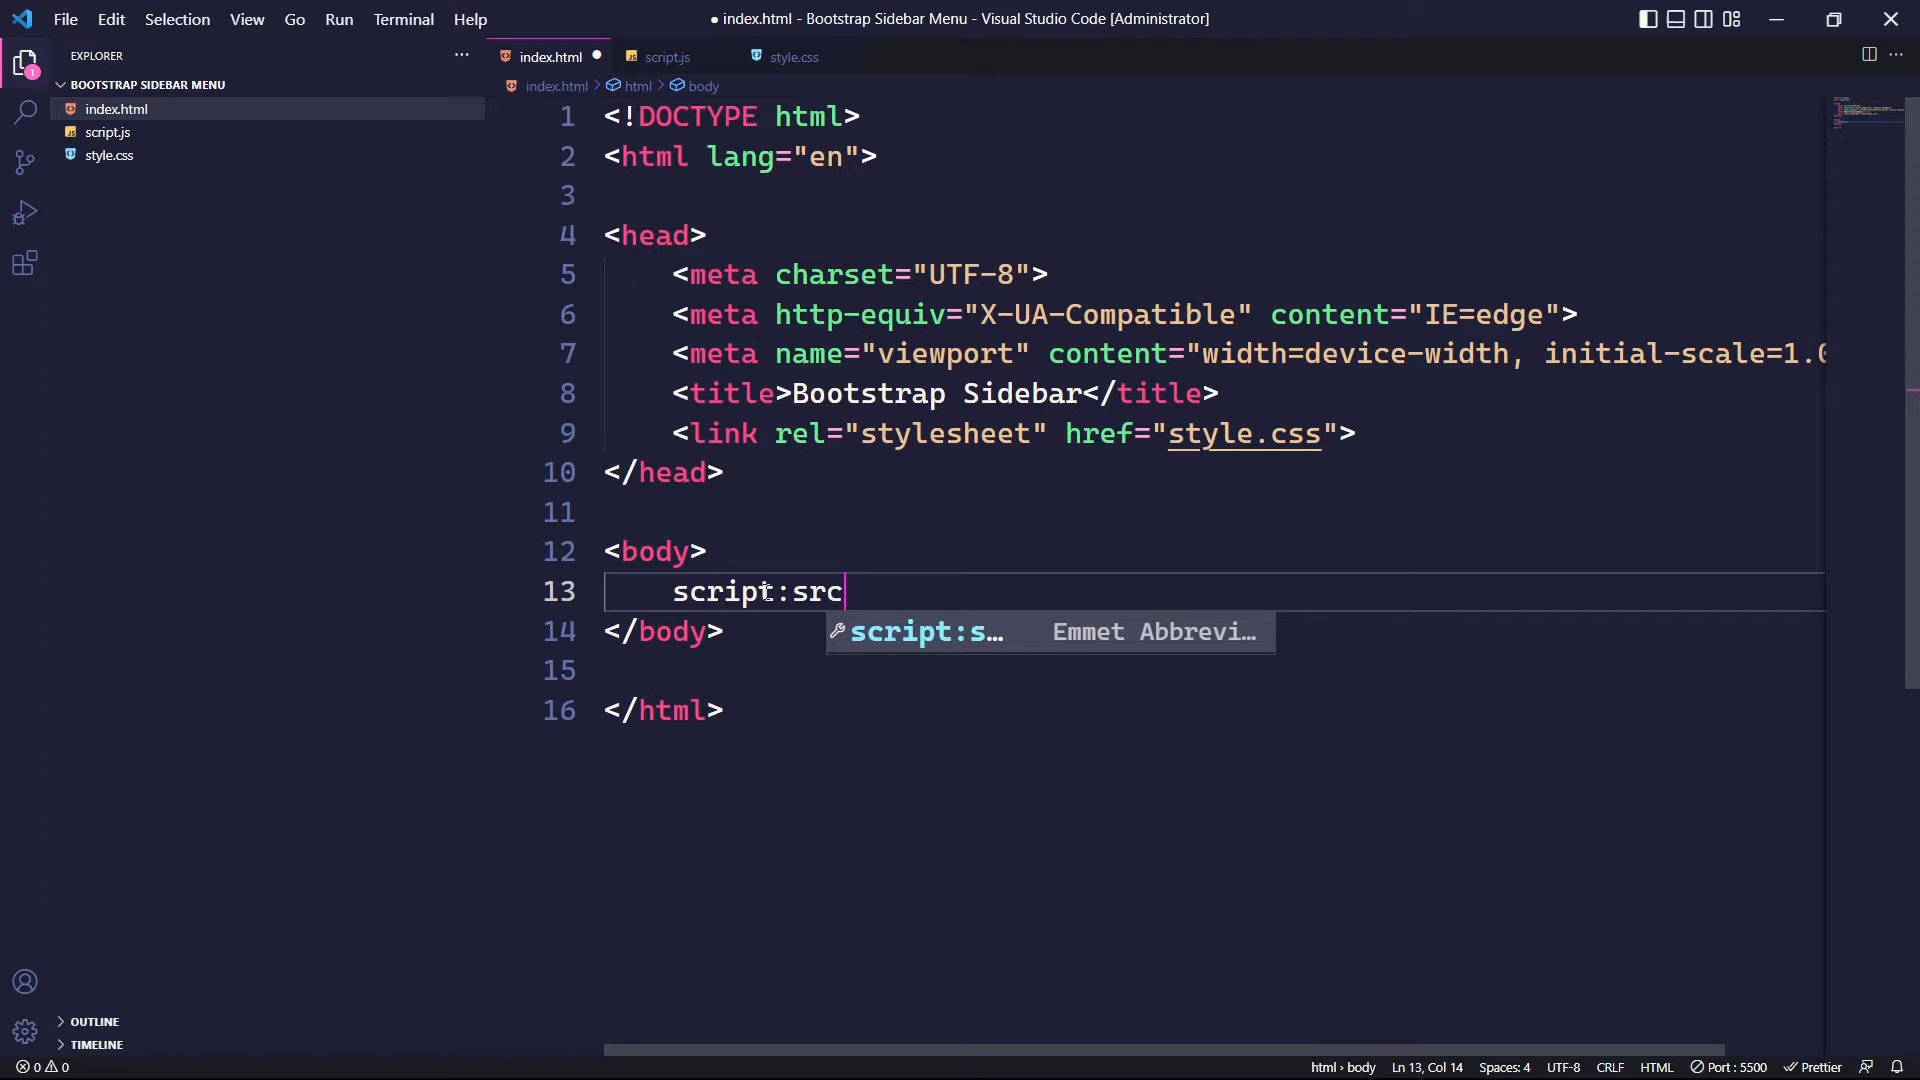 File Edit Selection View Go Run Terminal Help
● index.html - Bootstrap Sidebar Menu - Visual Studio Code [Administrator]
EXPLORER
BOOTSTRAP SIDEBAR MENU
index.html
script.js
style.css
1
index.html script.js style.css
index.html > html > body
1 <!DOCTYPE html>
2 <html lang="en">
3
4 <head>
5 <meta charset="UTF-8">
6 <meta http-equiv="X-UA-Compatible" content="IE=edge">
7 <meta name="viewport" content="width=device-width, initial-scale=1.0
8 <title>Bootstrap Sidebar</title>
9 <link rel="stylesheet" href="style.css">
10 </head>
11
12 <body>
13 script:src
script:s… Emmet Abbrevi…
14 </body>
15
16 </html>
OUTLINE
TIMELINE
0 0
html › body Ln 13, Col 14 Spaces: 4 UTF-8 CRLF HTML Port : 5500 Prettier